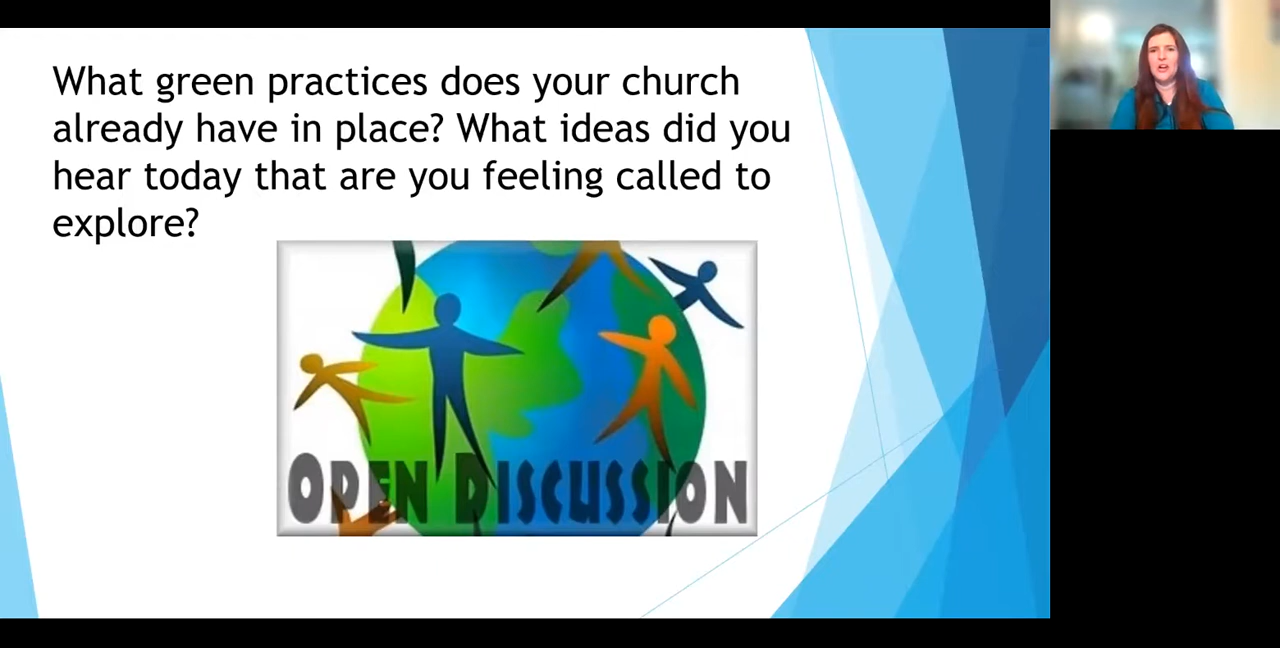 What green practices does your church
already have in place? What ideas did you
hear today that are you feeling called to
explore?
OPEN DISCUSSION